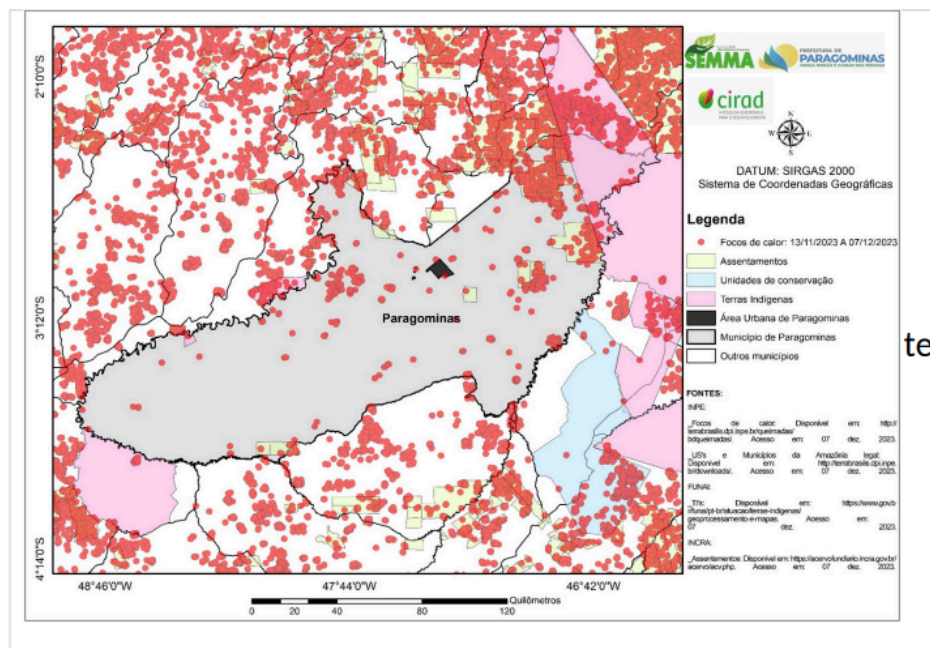 SEMMA
PREFEITURA DE
PARAGOMINAS
cirad
N
W E
S
DATUM: SIRGAS 2000
Sistema de Coordenadas Geográficas
Legenda
Focos de calor: 13/11/2023 A 07/12/2023
Assentamentos
Unidades de conservação
Terras Indígenas
Área Urbana de Paragominas
Município de Paragominas
Outros municípios
te
FONTES:
INPE:
_Focos de calor: Disponível em: http://
terrabrasilis.dpi.inpe.br/queimadas/
bdqueimadas/. Acesso em: 07 dez. 2023.
_US's e Municípios da Amazônia legal:
Disponível em: http://terrabrasilis.dpi.inpe.
br/downloads/. Acesso em: 07 dez. 2023.
FUNAI:
_TI's: Disponível em: https://www.gov.b
r/funai/pt-br/atuacao/terras-indigenas/
geoprocessamento-e-mapas. Acesso em:
07 dez. 2023.
INCRA:
_Assentamentos: Disponível em: https://acervofundiario.incra.gov.br/
acervo/acv.php. Acesso em: 07 dez. 2023.
2°10'0"S
3°12'0"S
4°14'0"S
Paragominas
48°46'0"W 47°44'0"W 46°42'0"W
Quilômetros
0 20 40 80 120